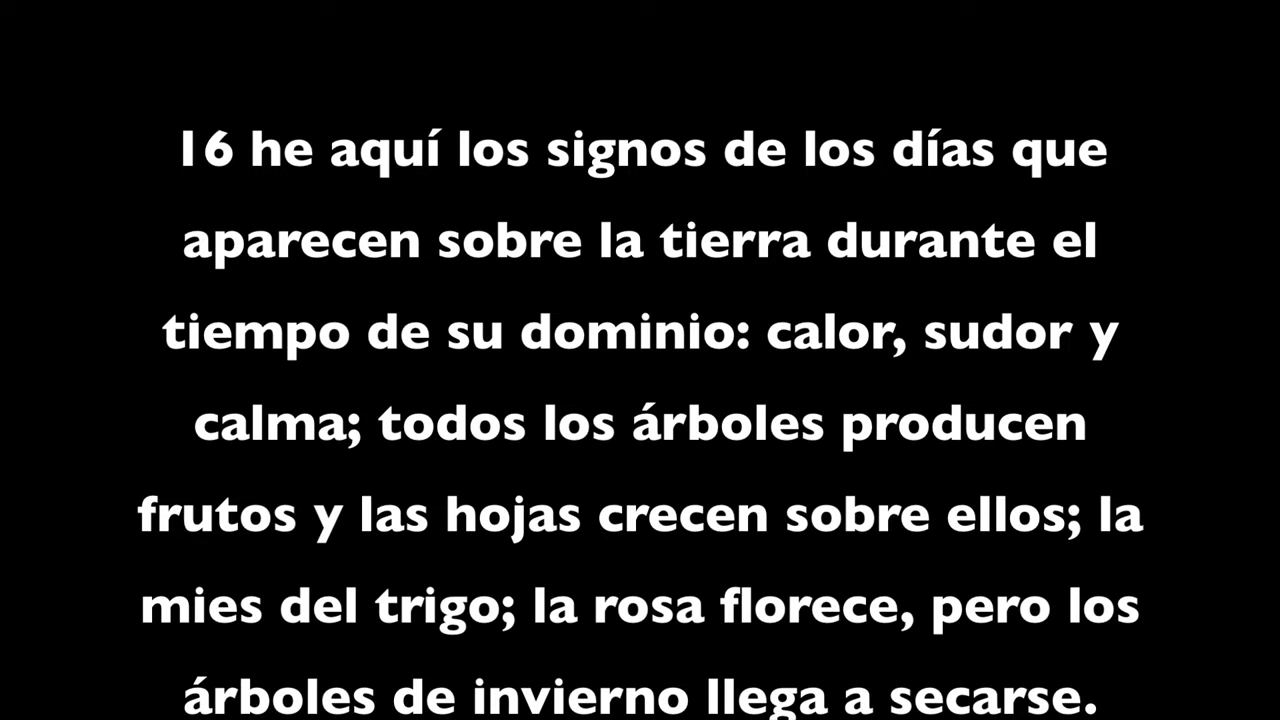 16 he aquí los signos de los días que
aparecen sobre la tierra durante el
tiempo de su dominio: calor, sudor y
calma; todos los árboles producen
frutos y las hojas crecen sobre ellos; la
mies del trigo; la rosa florece, pero los
árboles de invierno llega a secarse.